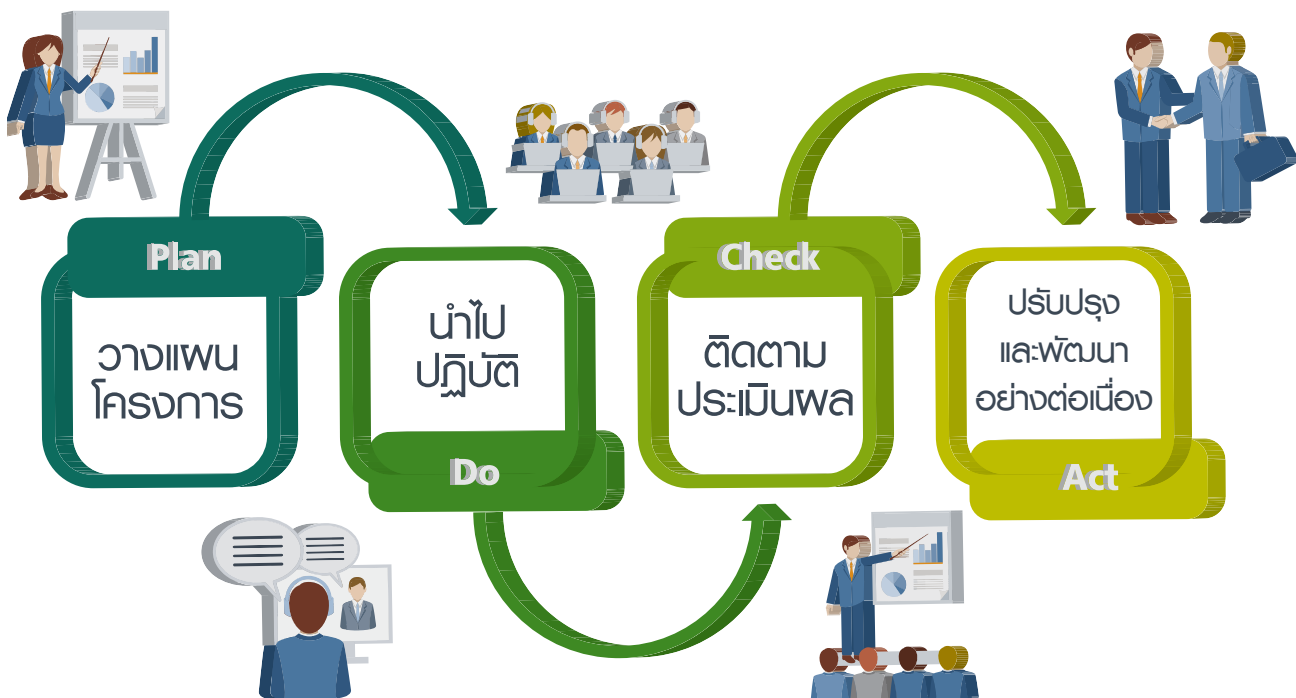 Plan
วางแผน
โครงการ
นำไป
ปฏิบัติ
Do
Check
ติดตาม
ประเมินผล
ปรับปรุง
และพัฒนา
อย่างต่อเนื่อง
Act